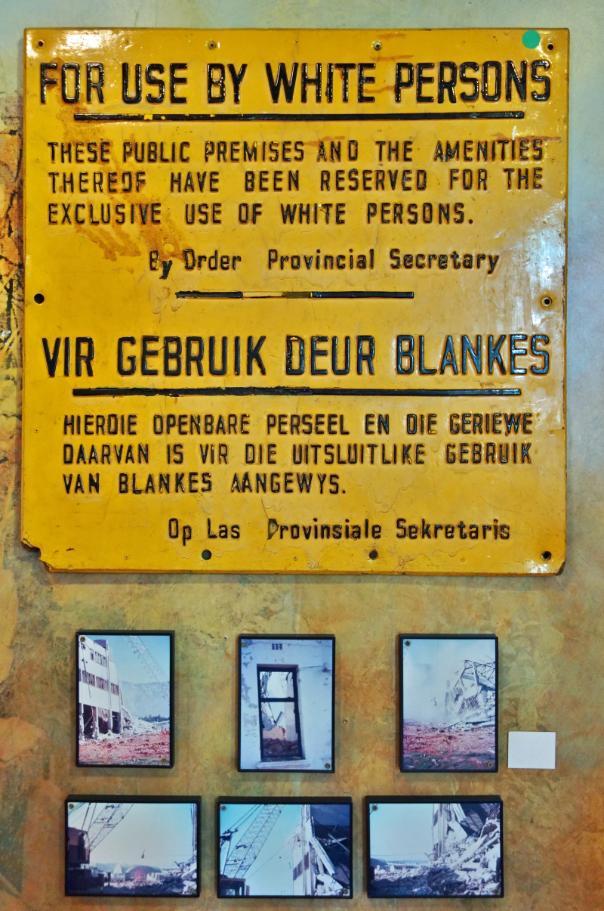 FOR USE BY WHITE PERSONS
THESE PUBLIC PREMISES AND THE AMENITIES
THEREOF HAVE BEEN RESERVED FOR THE
EXCLUSIVE USE OF WHITE PERSONS.
By Order Provincial Secretary
VIR GEBRUIK DEUR BLANKES
HIERDIE OPENBARE PERSEEL EN DIE GERIEWE
DAARVAN IS VIR DIE UITSLUITLIKE GEBRUIK
VAN BLANKES AANGEWYS.
Op Las Provinsiale Sekretaris